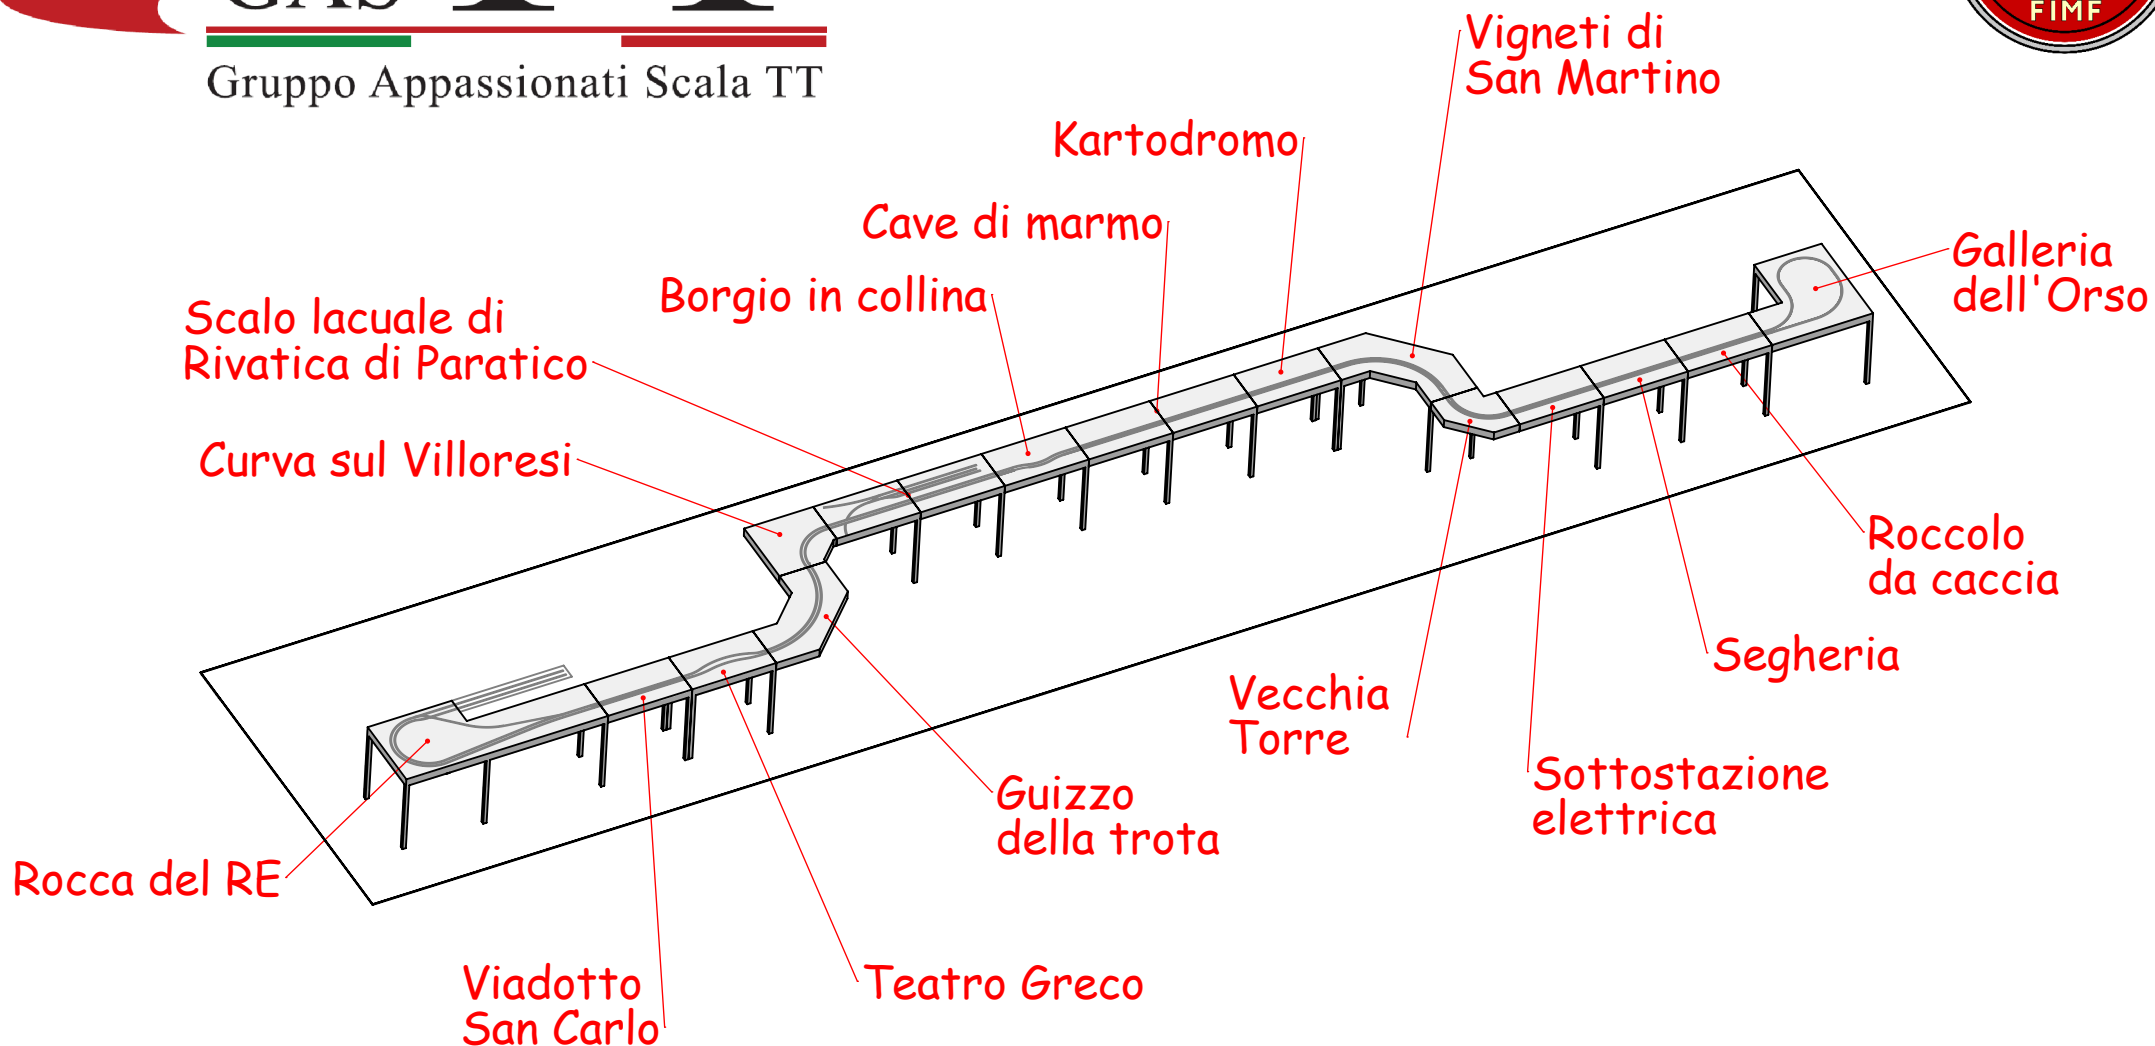 GAS TT
FIMF
Gruppo Appassionati Scala TT
Vigneti di
San Martino
Kartodromo
Cave di marmo
Galleria
dell'Orso
Borgio in collina
Scalo lacuale di
Rivatica di Paratico
Curva sul Villoresi
Roccolo
da caccia
Segheria
Vecchia
Torre
Sottostazione
elettrica
Guizzo
della trota
Rocca del RE
Viadotto
San Carlo
Teatro Greco